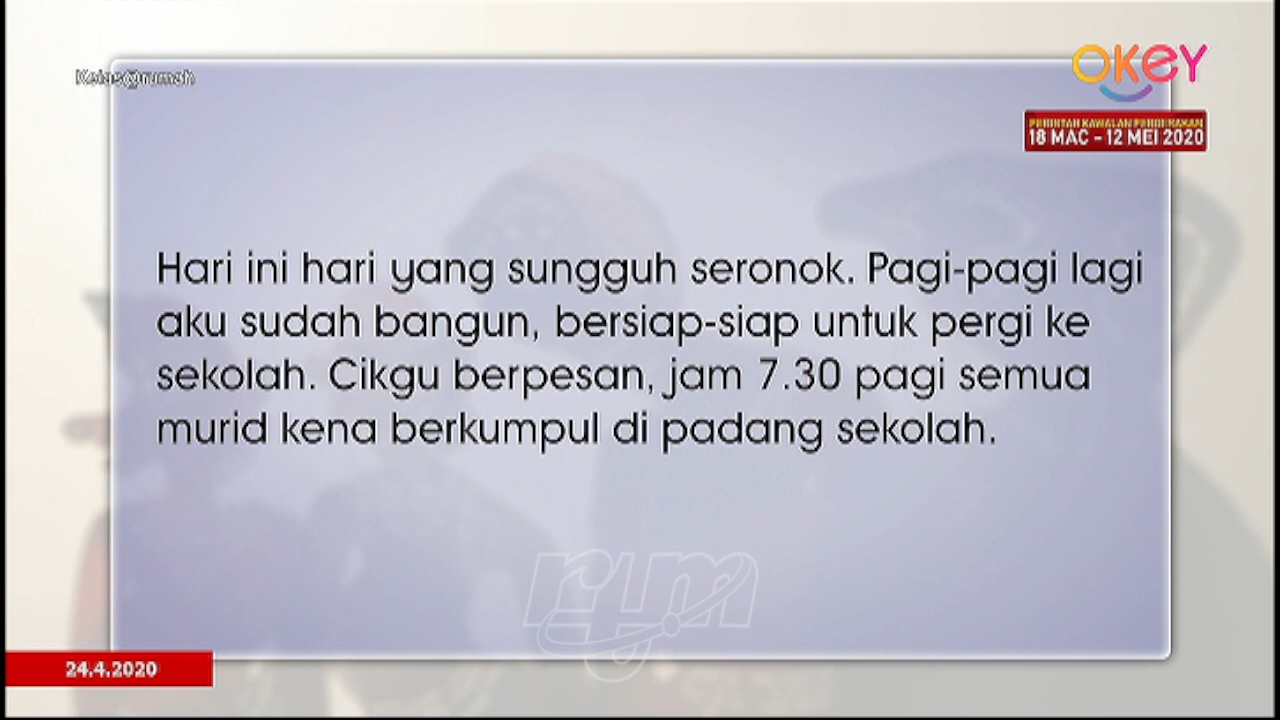 Kelas@rumah
OKeY
PERINTAH KAWALAN PERGERAKAN
18 MAC - 12 MEI 2020
Hari ini hari yang sungguh seronok. Pagi-pagi lagi
aku sudah bangun, bersiap-siap untuk pergi ke
sekolah. Cikgu berpesan, jam 7.30 pagi semua
murid kena berkumpul di padang sekolah.
rtm
24.4.2020